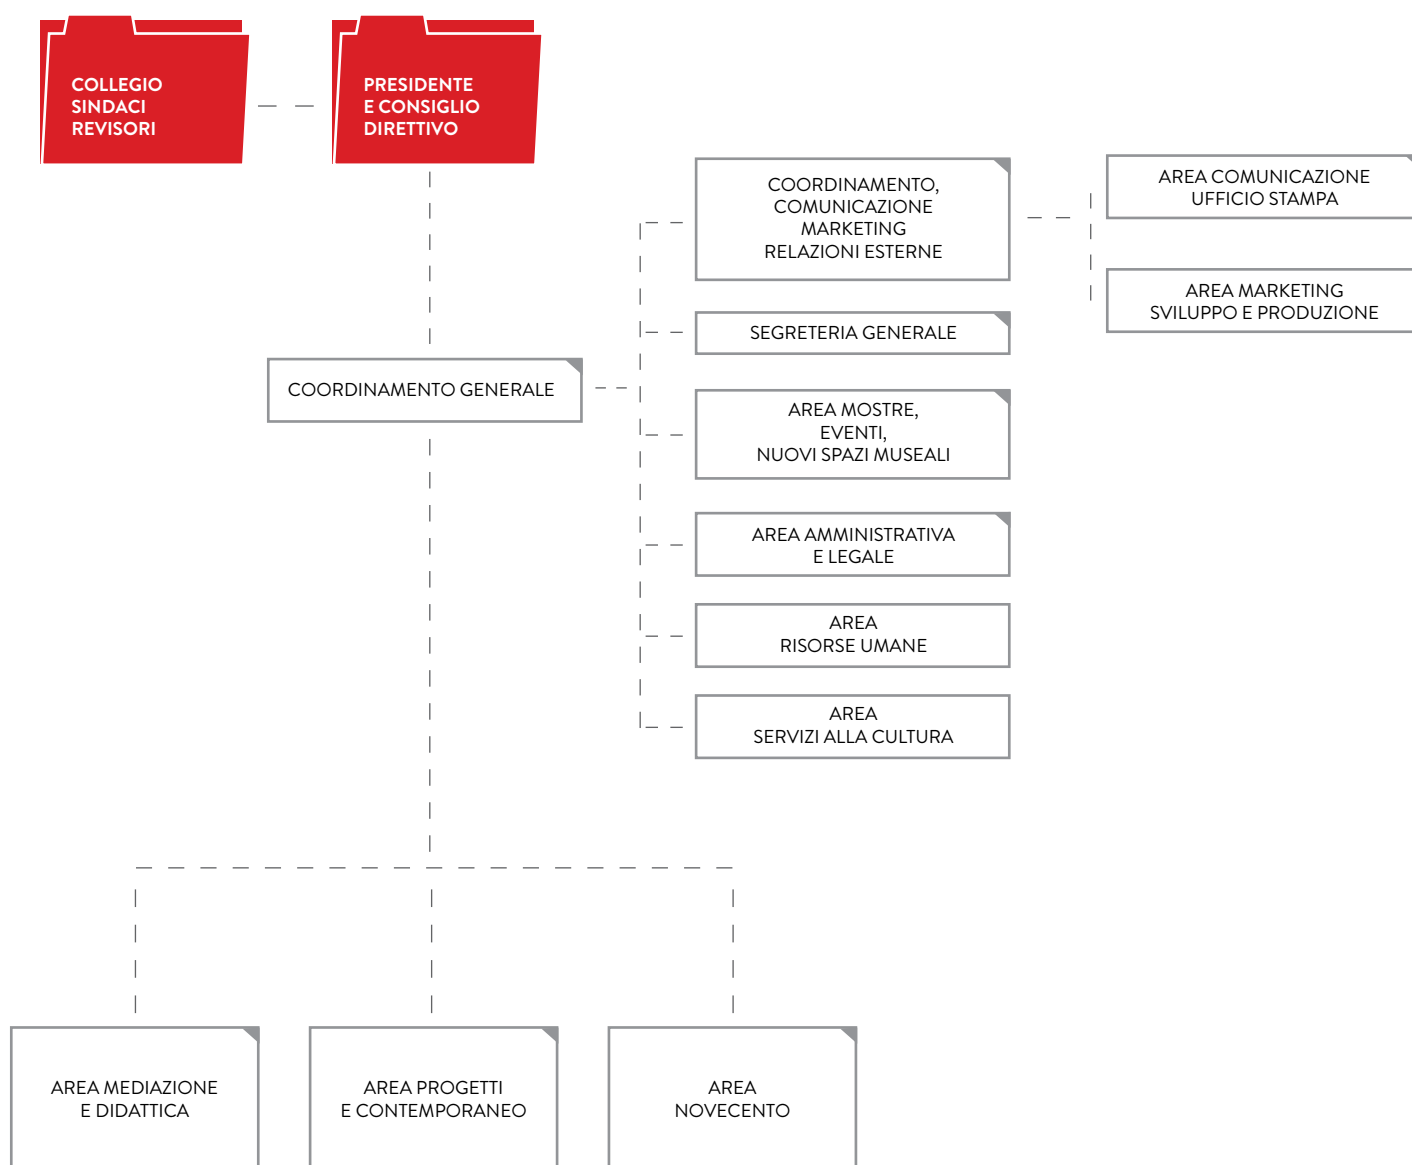 COLLEGIO
SINDACI
REVISORI
PRESIDENTE
E CONSIGLIO
DIRETTIVO
COORDINAMENTO,
COMUNICAZIONE
MARKETING
RELAZIONI ESTERNE
AREA COMUNICAZIONE
UFFICIO STAMPA
AREA MARKETING
SVILUPPO E PRODUZIONE
SEGRETERIA GENERALE
COORDINAMENTO GENERALE
AREA MOSTRE,
EVENTI,
NUOVI SPAZI MUSEALI
AREA AMMINISTRATIVA
E LEGALE
AREA
RISORSE UMANE
AREA
SERVIZI ALLA CULTURA
AREA MEDIAZIONE
E DIDATTICA
AREA PROGETTI
E CONTEMPORANEO
AREA
NOVECENTO